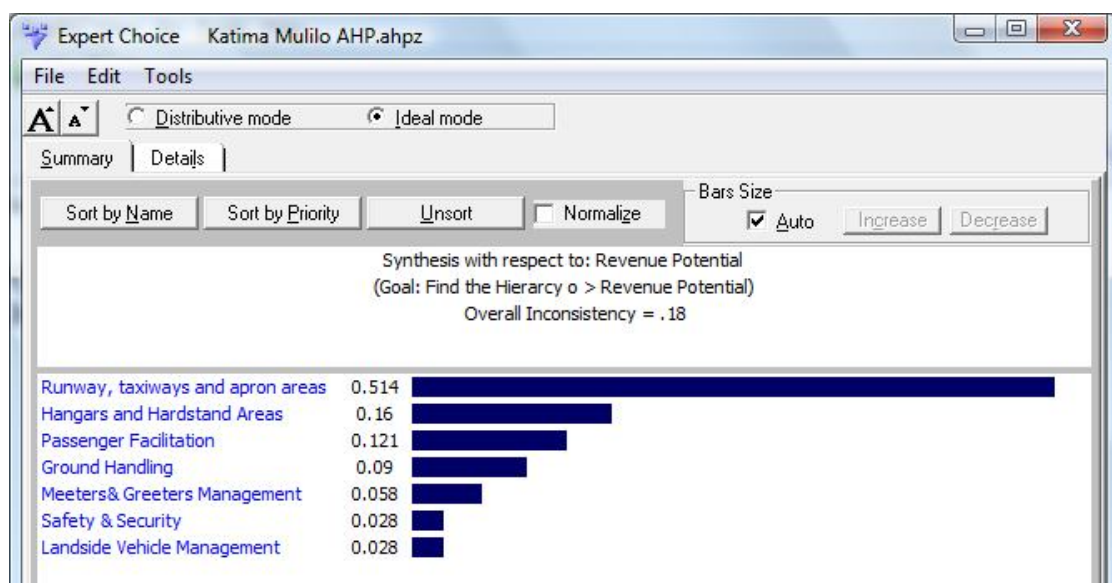 Expert Choice Katima Mulilo AHP.ahpz
File Edit Tools
A A Distributive mode Ideal mode
Summary Details
Sort by Name Sort by Priority Unsort Normalize Bars Size Auto Increase Decrease
Synthesis with respect to: Revenue Potential
(Goal: Find the Hierarcy o > Revenue Potential)
Overall Inconsistency = .18
Runway, taxiways and apron areas 0.514
Hangars and Hardstand Areas 0.16
Passenger Facilitation 0.121
Ground Handling 0.09
Meeters& Greeters Management 0.058
Safety & Security 0.028
Landside Vehicle Management 0.028